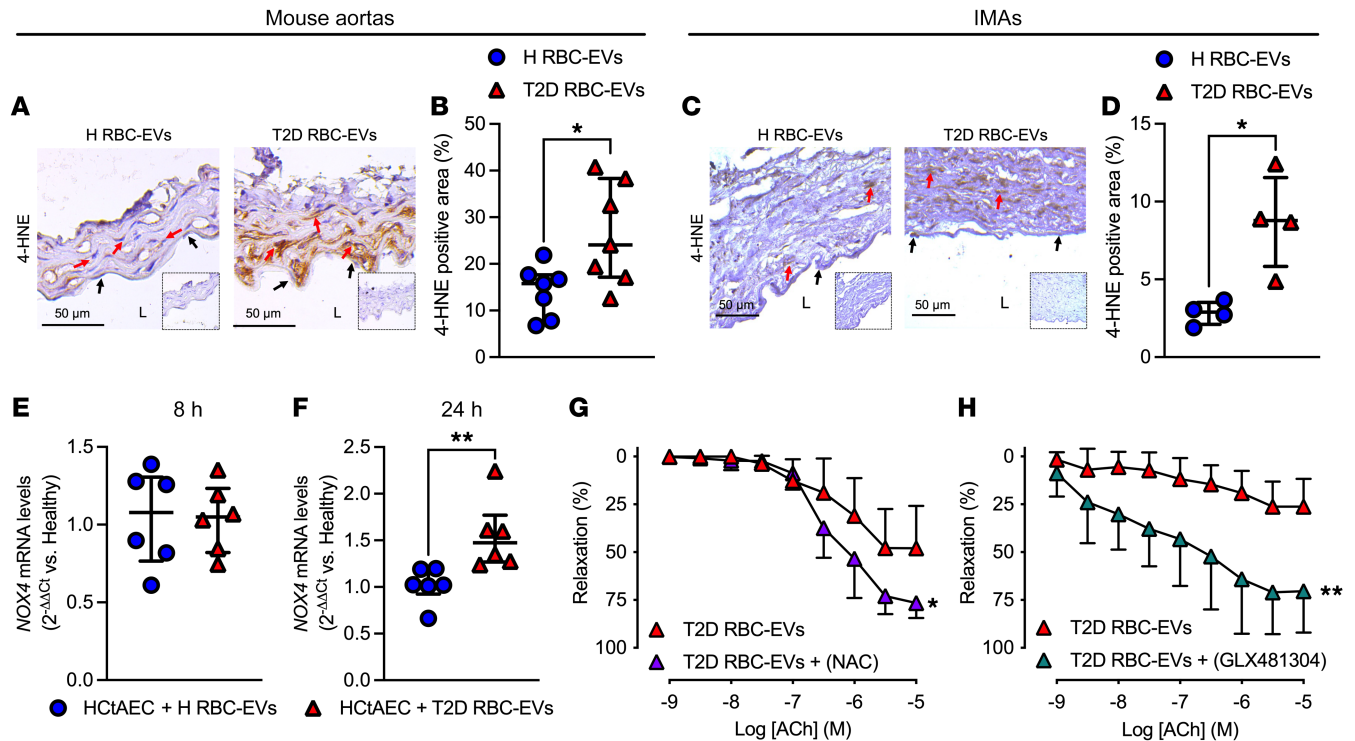 Mouse aortas
IMAs
H RBC-EVs
T2D RBC-EVs
H RBC-EVs
T2D RBC-EVs
A
H RBC-EVs
T2D RBC-EVs
4-HNE
50 µm
L
50 µm
L
B
4-HNE positive area (%)
50
40
30
20
10
0
*
C
H RBC-EVs
T2D RBC-EVs
4-HNE
50 µm
L
50 µm
L
D
4-HNE positive area (%)
15
10
5
0
*
E
8 h
NOX4 mRNA levels
(2-ΔΔCt vs. Healthy)
1.5
1.0
0.5
0.0
F
24 h
NOX4 mRNA levels
(2-ΔΔCt vs. Healthy)
2.5
2.0
1.5
1.0
0.5
0.0
**
HCtAEC + H RBC-EVs
HCtAEC + T2D RBC-EVs
G
Relaxation (%)
0
25
50
75
100
*
T2D RBC-EVs
T2D RBC-EVs + (NAC)
-9 -8 -7 -6 -5
Log [ACh] (M)
H
Relaxation (%)
0
25
50
75
100
**
T2D RBC-EVs
T2D RBC-EVs + (GLX481304)
-9 -8 -7 -6 -5
Log [ACh] (M)